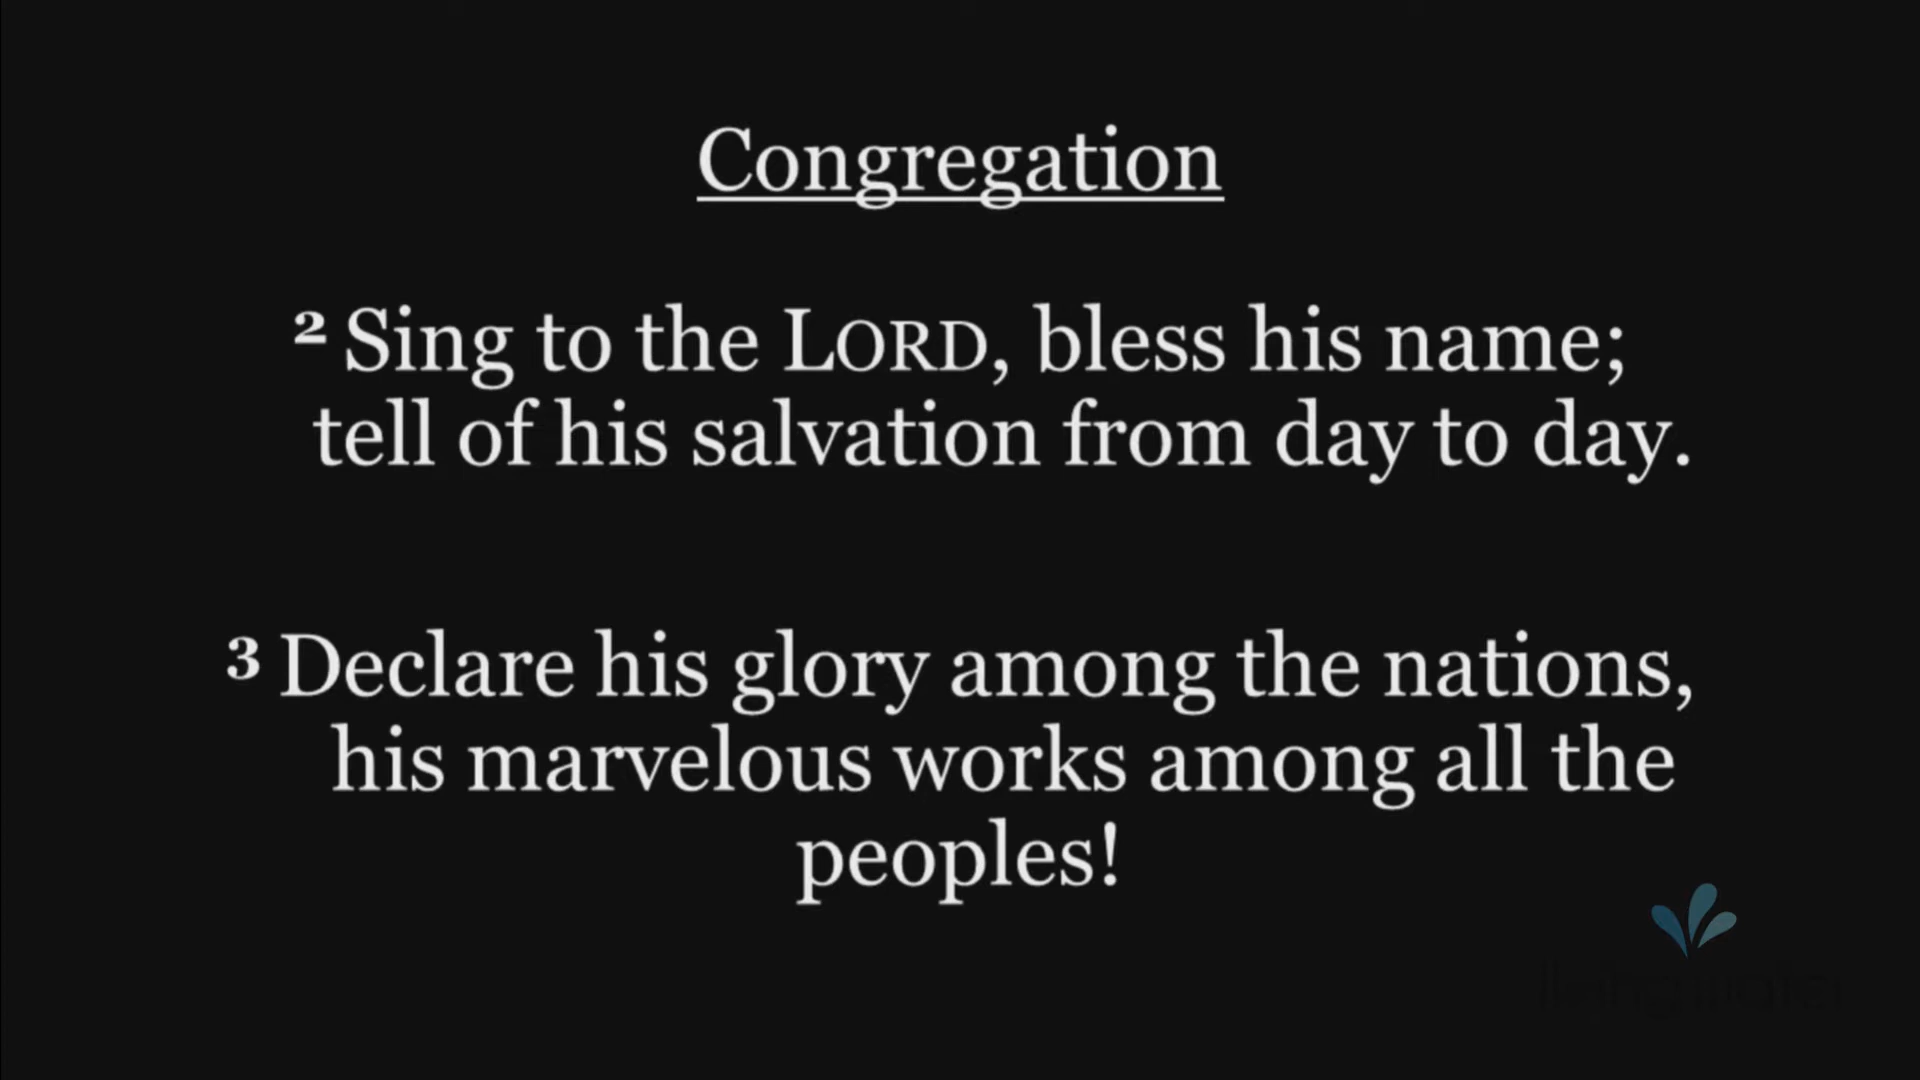 Congregation
2 Sing to the LORD, bless his name;
tell of his salvation from day to day.
3 Declare his glory among the nations,
his marvelous works among all the
peoples!